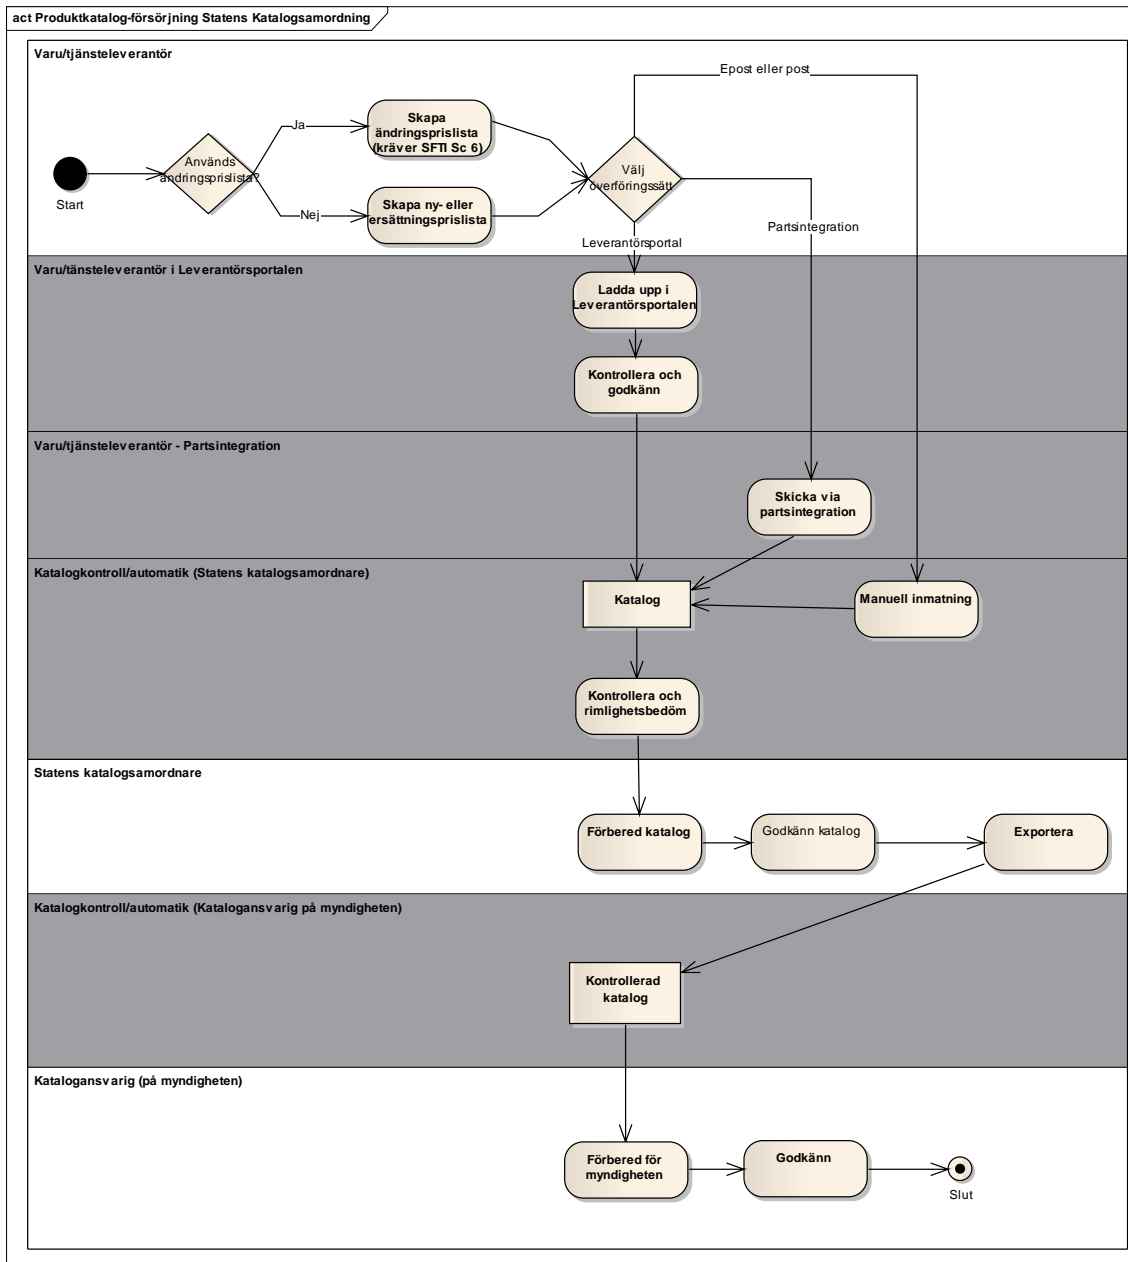 act Produktkatalog-försörjning Statens Katalogsamordning
Varu/tjänsteleverantör
Epost eller post
Ja
Skapa
ändringsprislista
(kräver SFTI Sc 6)
Används
ändringsprislista?
Välj
överföringssätt
Start
Nej
Skapa ny- eller
ersättningsprislista
Partsintegration
Leverantörsportal
Varu/tänsteleverantör i Leverantörsportalen
Ladda upp i
Leverantörsportalen
Kontrollera och
godkänn
Varu/tjänsteleverantör - Partsintegration
Skicka via
partsintegration
Katalogkontroll/automatik (Statens katalogsamordnare)
Katalog
Manuell inmatning
Kontrollera och
rimlighetsbedöm
Statens katalogsamordnare
Förbered katalog
Godkänn katalog
Exportera
Katalogkontroll/automatik (Katalogansvarig på myndigheten)
Kontrollerad
katalog
Katalogansvarig (på myndigheten)
Förbered för
myndigheten
Godkänn
Slut